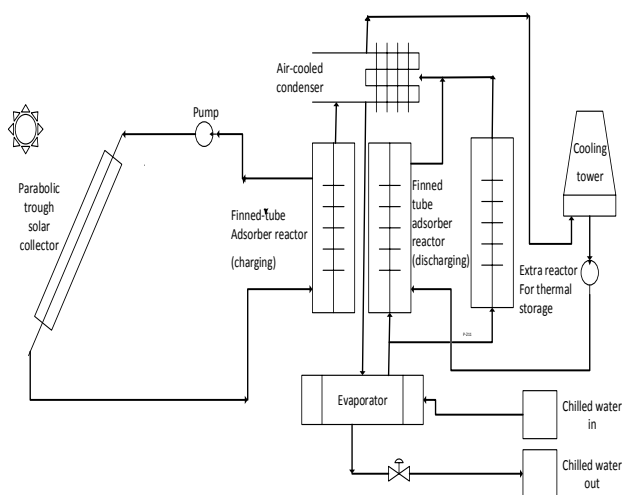 Air-cooled
condenser
Pump
Parabolic
trough
solar
collector
Finned-tube
Adsorber reactor
(charging)
Finned
tube
adsorber
reactor
(discharging)
Cooling
tower
Extra reactor
For thermal
storage
Evaporator
Chilled water
in
Chilled water
out